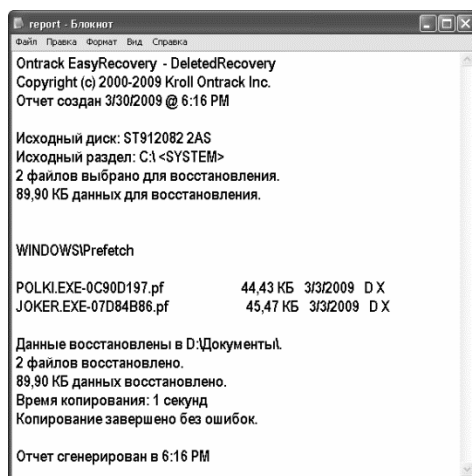 report - Блокнот
Файл Правка Формат Вид Справка
Ontrack EasyRecovery - DeletedRecovery
Copyright (c) 2000-2009 Kroll Ontrack Inc.
Отчет создан 3/30/2009 @ 6:16 PM
Исходный диск: ST912082 2AS
Исходный раздел: C:\ <SYSTEM>
2 файлов выбрано для восстановления.
89,90 КБ данных для восстановления.
WINDOWS\Prefetch
POLKI.EXE-0C90D197.pf 44,43 КБ 3/3/2009 D X
JOKER.EXE-07D84B86.pf 45,47 КБ 3/3/2009 D X
Данные восстановлены в D:\Документы\.
2 файлов восстановлено.
89,90 КБ данных восстановлено.
Время копирования: 1 секунд
Копирование завершено без ошибок.
Отчет сгенерирован в 6:16 PM